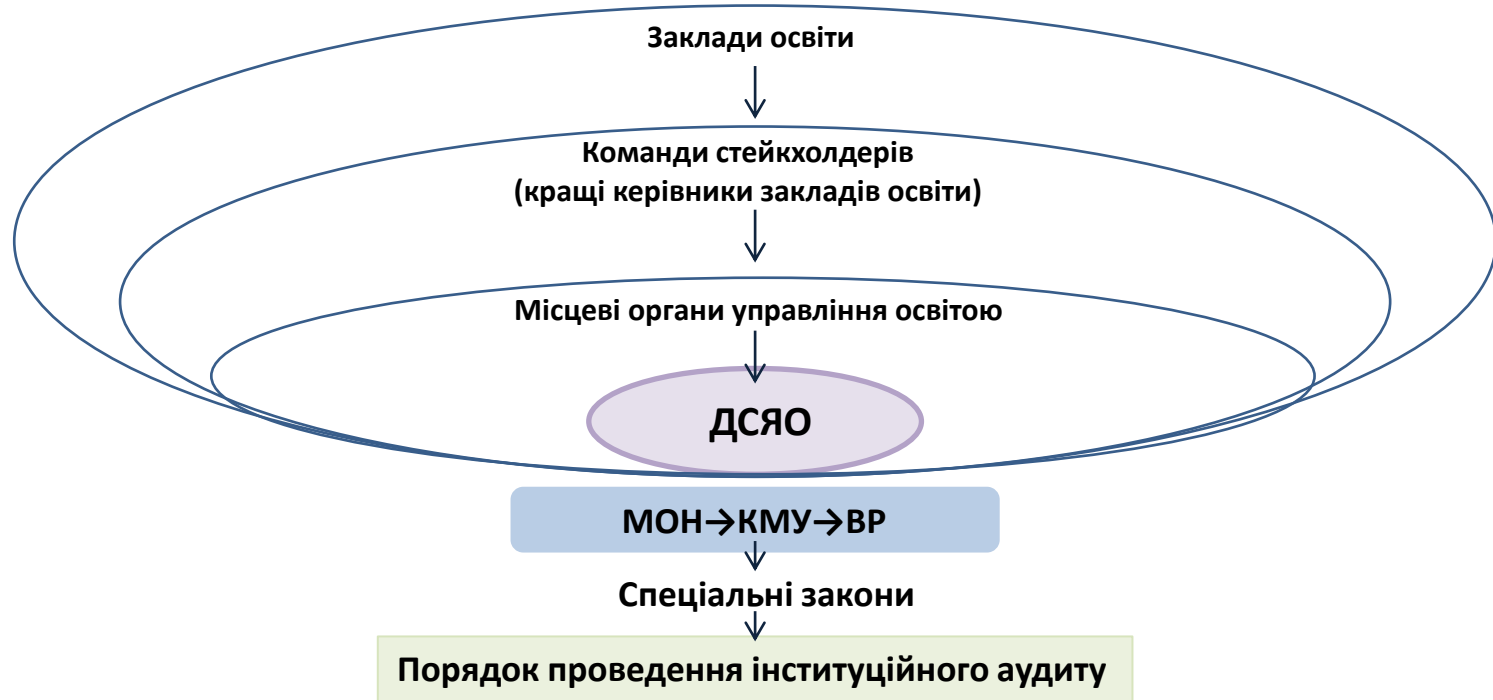 Заклади освіти
Команди стейкхолдерів
(кращі керівники закладів освіти)
Місцеві органи управління освітою
ДСЯО
МОН→КМУ→ВР
Спеціальні закони
Порядок проведення інституційного аудиту